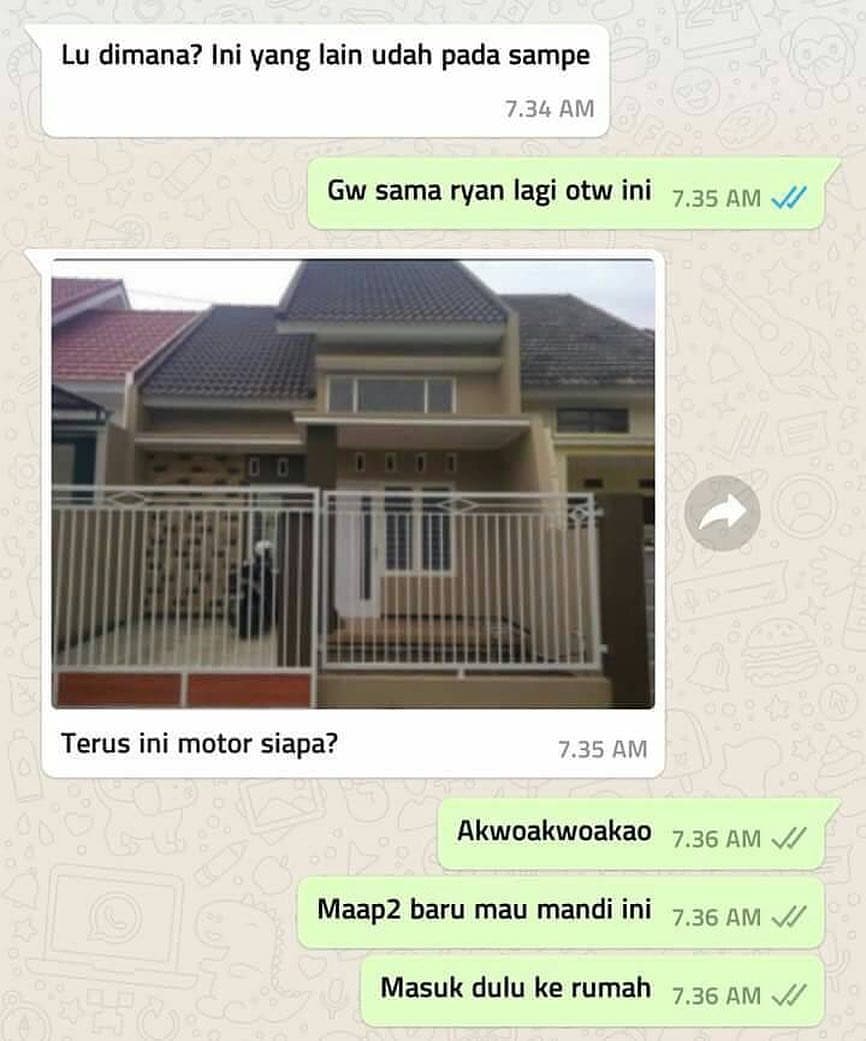 Lu dimana? Ini yang lain udah pada sampe
7.34 AM
Gw sama ryan lagi otw ini 7.35 AM
Terus ini motor siapa? 7.35 AM
Akwoakwoakao 7.36 AM
Maap2 baru mau mandi ini 7.36 AM
Masuk dulu ke rumah 7.36 AM